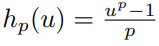 h_p(u) = \frac{u^p-1}{p}